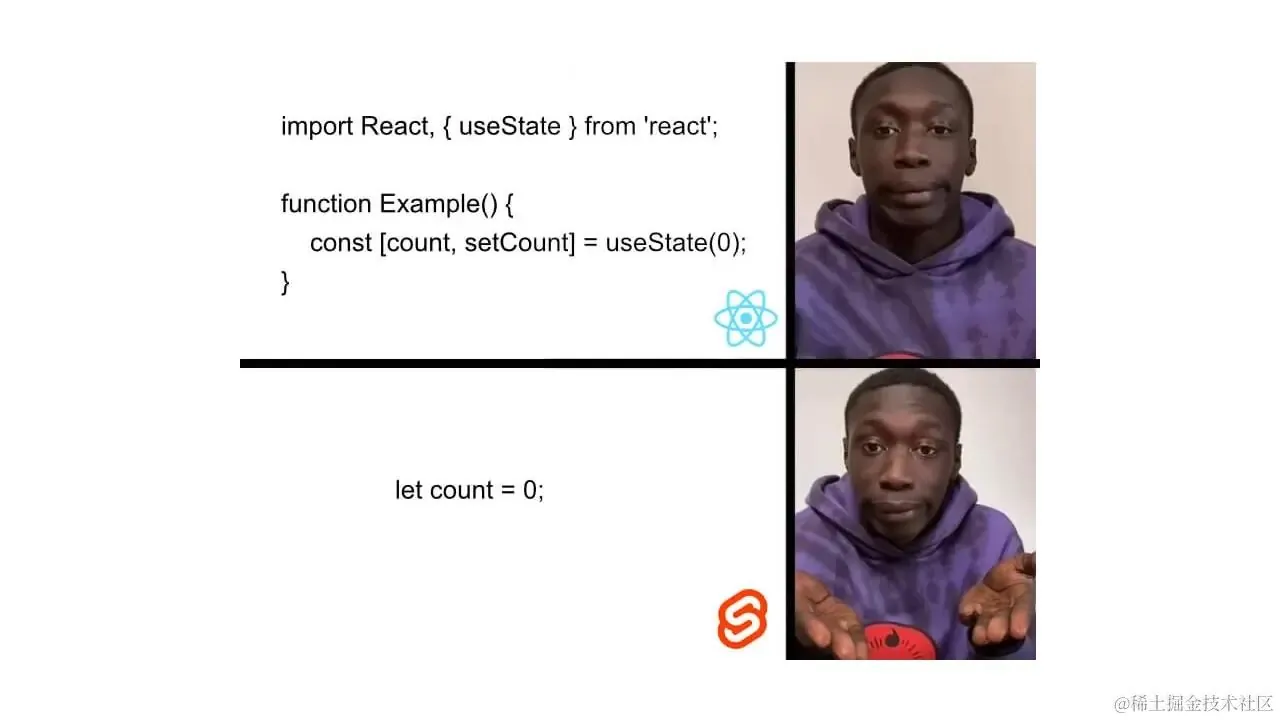 import React, { useState } from 'react';
function Example() {
const [count, setCount] = useState(0);
}
let count = 0;
@稀土掘金技术社区